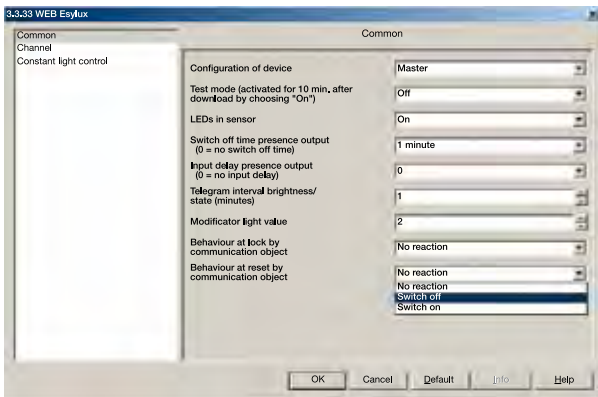 3.3.33 WEB Esylux
Common
Channel
Constant light control
Common
Configuration of device
Master
Test mode (activated for 10 min. after
download by choosing "On")
Off
LEDs in sensor
On
Switch off time presence output
(0 = no switch off time)
1 minute
Input delay presence output
(0 = no input delay)
0
Telegram interval brightness/
state (minutes)
1
Modificator light value
2
Behaviour at lock by
communication object
No reaction
Behaviour at reset by
communication object
No reaction
No reaction
Switch off
Switch on
OK
Cancel
Default
Info
Help